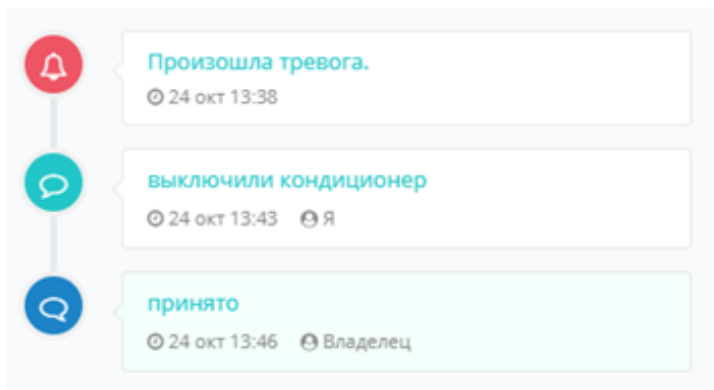 Произошла тревога.
24 окт 13:38
выключили кондиционер
24 окт 13:43 Я
принято
24 окт 13:46 Владелец